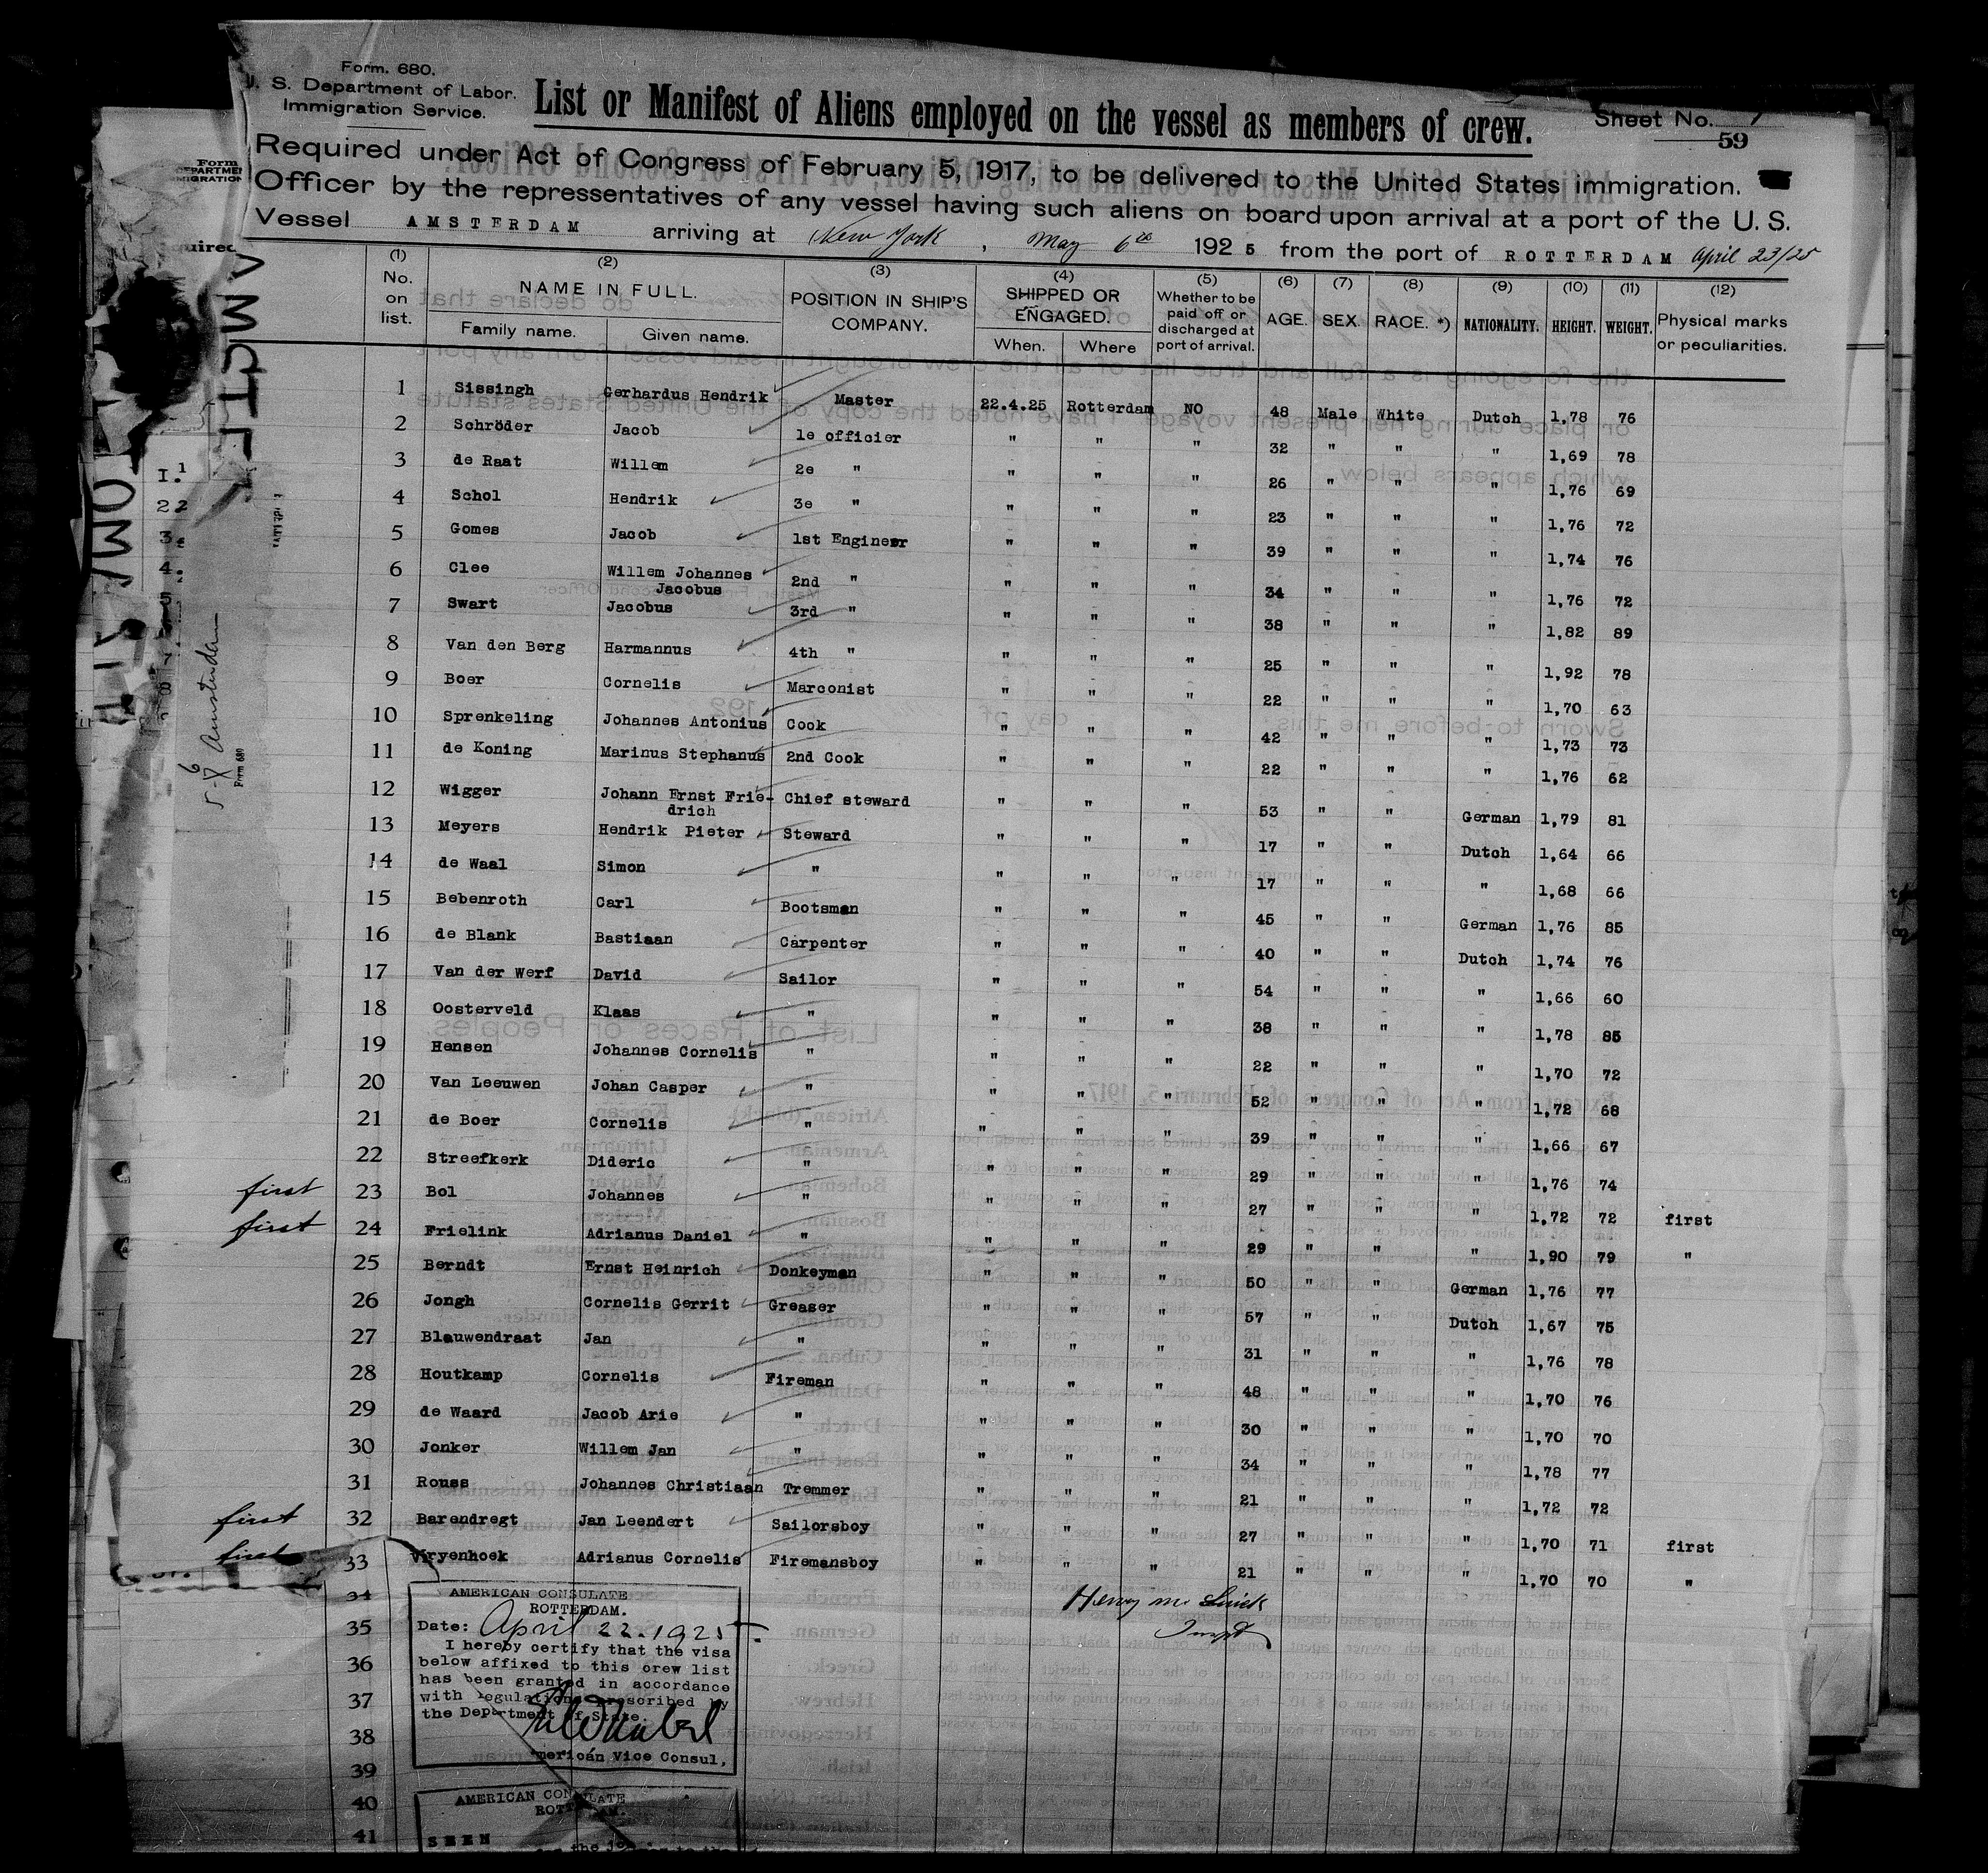 Form. 680.
U. S. Department of Labor.
Immigration Service.
List or Manifest of Aliens employed on the vessel as members of crew.
Sheet No.
59
Required under Act of Congress of February 5, 1917, to be delivered to the United States immigration.
Officer by the representatives of any vessel having such aliens on board upon arrival at a port of the U. S.
Vessel AMSTERDAM arriving at New York, May 6th 1925 from the port of ROTTERDAM April 23/25
(1) (2) (3) (4) (5) (6) (7) (8) (9) (10) (11) (12)
No. on list. NAME IN FULL. POSITION IN SHIP'S COMPANY. SHIPPED OR ENGAGED. Whether to be paid off or discharged at port of arrival. AGE. SEX. RACE. *) NATIONALITY. HEIGHT. WEIGHT. Physical marks or peculiarities.
Family name. Given name. When. Where
1 Sissingh Gerhardus Hendrik Master 22.4.25 Rotterdam NO 48 Male White Dutch 1,78 76
2 Schröder Jacob 1e officier " " " 32 " " " 1,69 78
3 de Raat Willem 2e " " " " 26 " " " 1,76 69
4 Schol Hendrik 3e " " " " 23 " " " 1,76 72
5 Gomes Jacob 1st Engineer " " " 39 " " " 1,74 76
6 Clee Willem Johannes Jacobus 2nd " " " " 34 " " " 1,76 72
7 Swart Jacobus 3rd " " " " 38 " " " 1,82 89
8 Van den Berg Harmannus 4th " " " " 25 " " " 1,92 78
9 Boer Cornelis Marconist " " " 22 " " " 1,70 63
10 Sprenkeling Johannes Antonius Cook " " " 42 " " " 1,73 73
11 de Koning Marinus Stephanus 2nd Cook " " " 22 " " " 1,76 62
12 Wigger Johann Ernst Frie-drich Chief steward " " " 53 " " German 1,79 81
13 Meyers Hendrik Pieter Steward " " " 17 " " Dutch 1,64 66
14 de Waal Simon " " " " 17 " " " 1,68 66
15 Bebenroth Carl Bootsman " " " 45 " " German 1,76 85
16 de Blank Bastiaan Carpenter " " " 40 " " Dutch 1,74 76
17 Van der Werf David Sailor " " " 54 " " " 1,66 60
18 Oosterveld Klaas " " " " 38 " " " 1,78 85
19 Hensen Johannes Cornelis " " " " 22 " " " 1,70 72
20 Van Leeuwen Johan Casper " " " " 52 " " " 1,72 68
21 de Boer Cornelis " " " " 39 " " " 1,66 67
22 Streefkerk Dideric " " " " 29 " " " 1,76 74
first 23 Bol Johannes " " " " 27 " " " 1,72 72 first
first 24 Frielink Adrianus Daniel " " " " 29 " " " 1,90 79 "
25 Berndt Ernst Heinrich Donkeyman " " " 50 " " German 1,76 77
26 Jongh Cornelis Gerrit Greaser " " " 57 " " Dutch 1,67 75
27 Blauwendraat Jan " " " " 31 " " " 1,76 78
28 Houtkamp Cornelis Fireman " " " 48 " " " 1,70 76
29 de Waard Jacob Arie " " " " 30 " " " 1,70 70
30 Jonker Willem Jan " " " " 34 " " " 1,78 77
31 Rouss Johannes Christiaan Tremmer " " " 21 " " " 1,72 72
first 32 Barendregt Jan Leendert Sailorsboy " " " 27 " " " 1,70 71 first
first 33 Vryenhoek Adrianus Cornelis Firemansboy " " " 21 " " " 1,70 70 "
34
35
36
37
38
39
40
41
AMERICAN CONSULATE
ROTTERDAM.
Date: April 22. 1925.
I hereby certify that the visa
below affixed to this crew list
has been granted in accordance
with regulations prescribed by
the Department of State.
American Vice Consul,
AMERICAN CONSULATE
ROTTERDAM.
SEEN
5-6 Amsterdam
Form 680